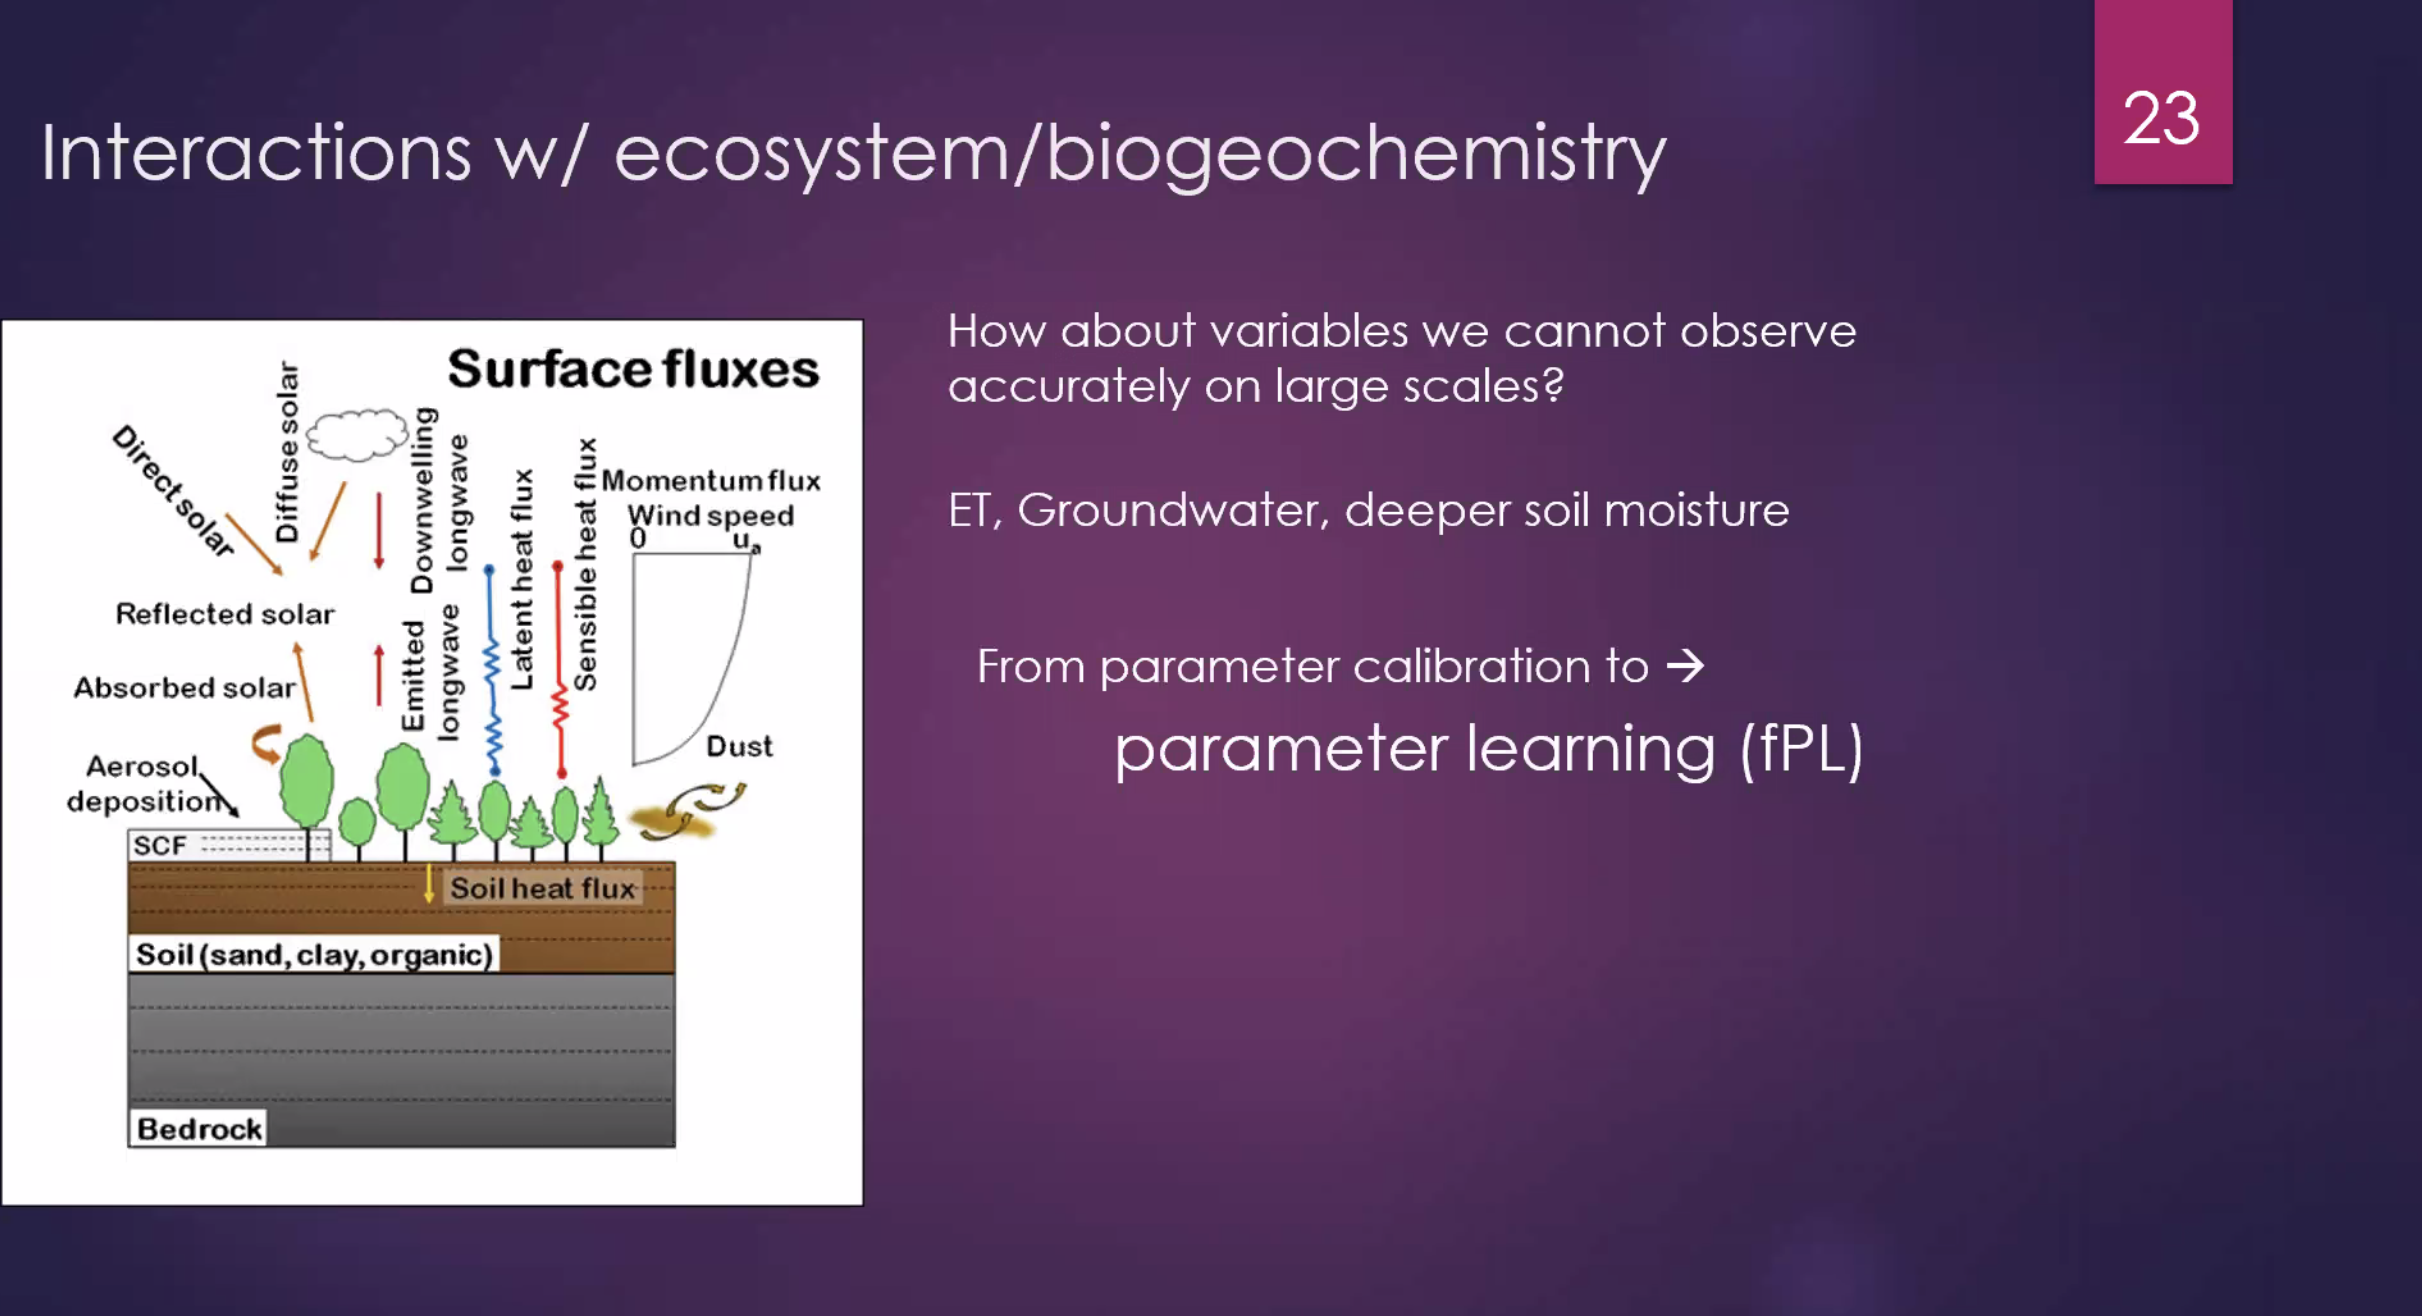 23
Interactions w/ ecosystem/biogeochemistry
Surface fluxes
Direct solar
Diffuse solar
Downwelling
longwave
Emitted
longwave
Latent heat flux
Sensible heat flux
Momentum flux
Wind speed
0 uₐ
Reflected solar
Absorbed solar
Dust
Aerosol
deposition
SCF
Soil heat flux
Soil (sand, clay, organic)
Bedrock
How about variables we cannot observe
accurately on large scales?
ET, Groundwater, deeper soil moisture
From parameter calibration to →
parameter learning (fPL)